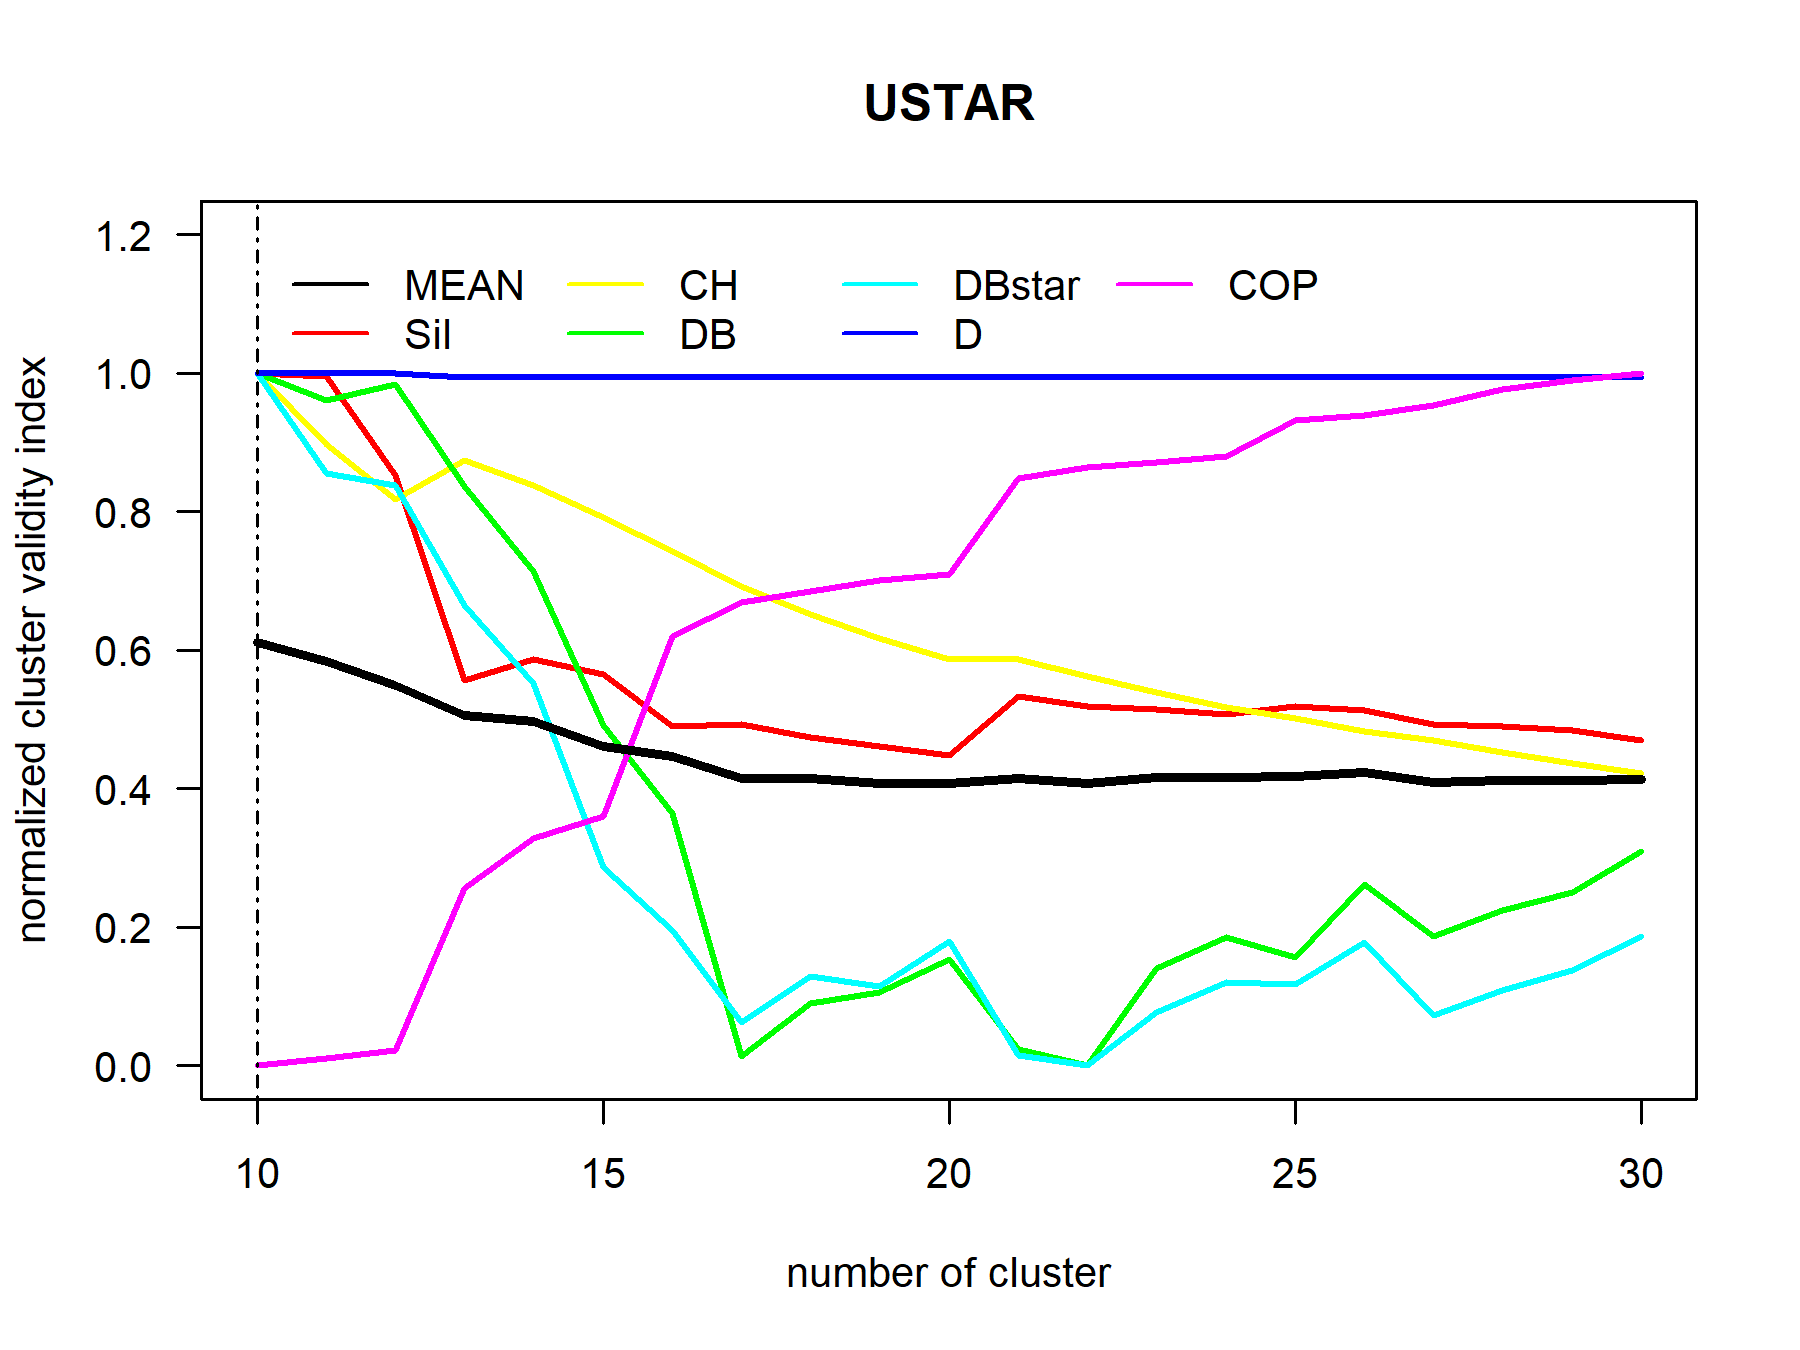 USTAR
normalized cluster validity index
1.2
1.0
0.8
0.6
0.4
0.2
0.0
MEAN CH DBstar COP
Sil DB D
10 15 20 25 30
number of cluster